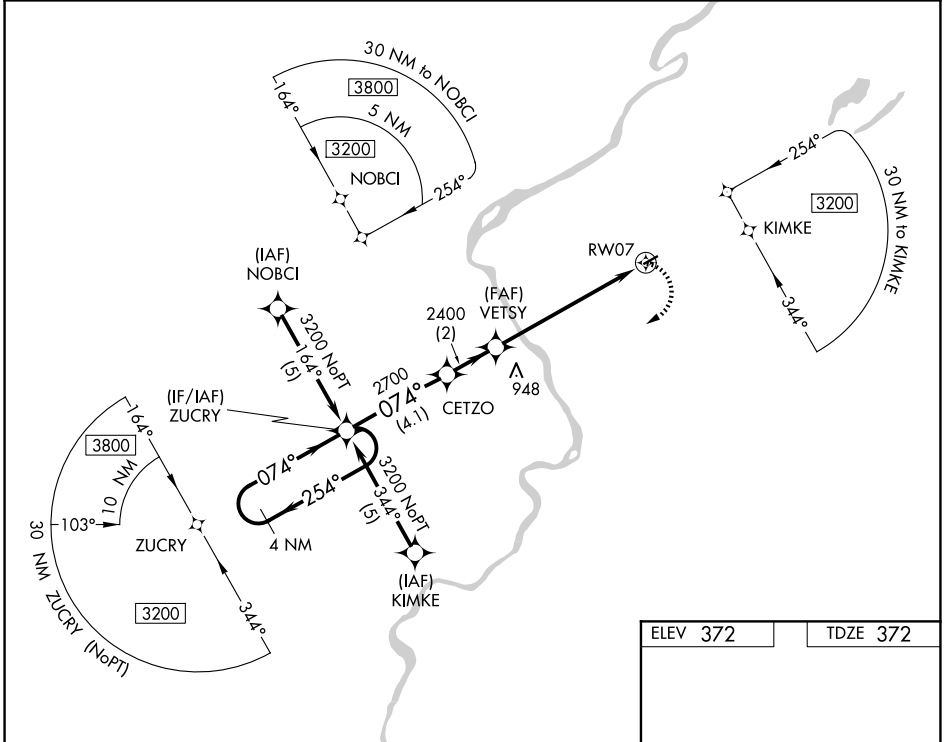 30 NM to NOBCI
3800
164°
5 NM
3200
NOBCI
254°
254°
3200
30 NM to KIMKE
KIMKE
344°
RW07
(IAF)
NOBCI
3200 NoPT
164°
(5)
(FAF)
VETSY
2400
(2)
948
CETZO
2700
074°
(4.1)
(IF/IAF)
ZUCRY
074°
254°
4 NM
3200 NoPT
344°
(5)
(IAF)
KIMKE
164°
3800
10 NM
103°
ZUCRY
3200
344°
30 NM ZUCRY (NoPT)
ELEV 372
TDZE 372